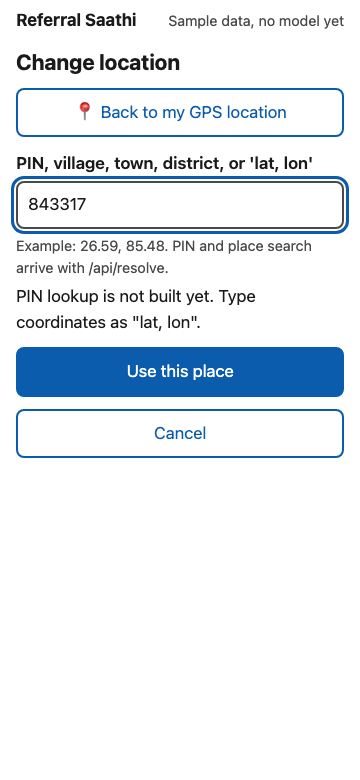 Referral Saathi Sample data, no model yet
Change location
📍 Back to my GPS location
PIN, village, town, district, or 'lat, lon'
843317
Example: 26.59, 85.48. PIN and place search
arrive with /api/resolve.
PIN lookup is not built yet. Type
coordinates as "lat, lon".
Use this place
Cancel